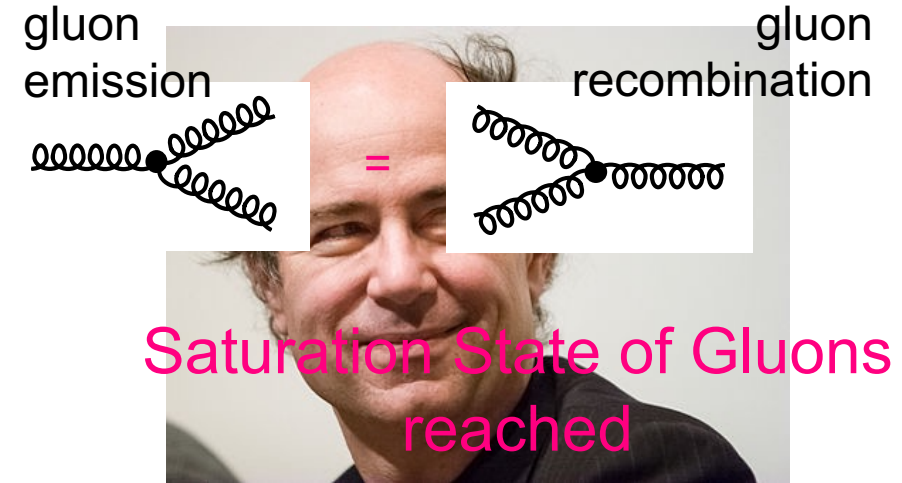 gluon
emission
gluon
recombination
=
Saturation State of Gluons
reached